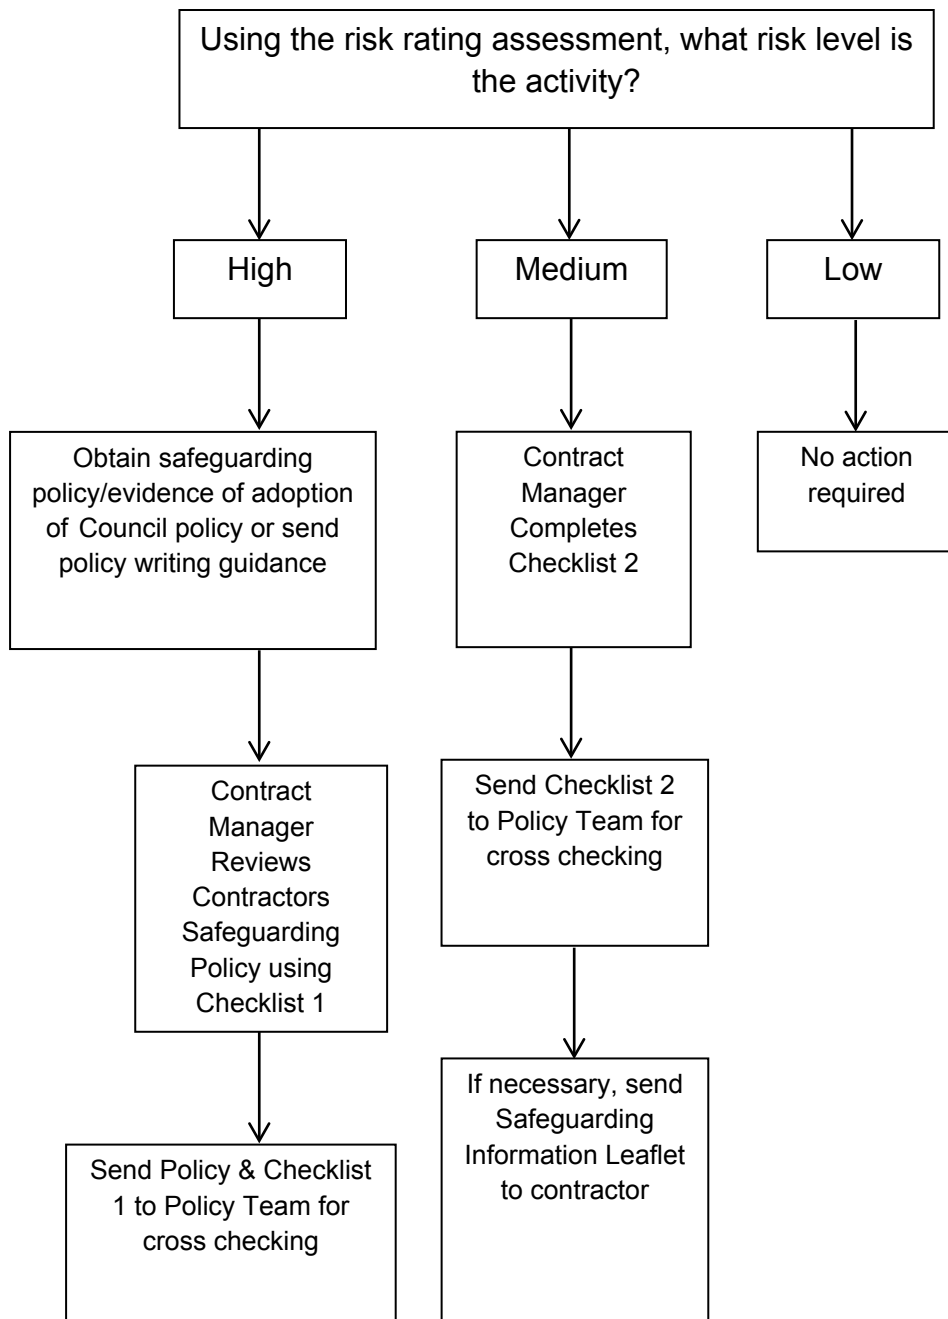 Using the risk rating assessment, what risk level is
the activity?
High
Medium
Low
Obtain safeguarding
policy/evidence of adoption
of Council policy or send
policy writing guidance
Contract
Manager
Completes
Checklist 2
No action
required
Contract
Manager
Reviews
Contractors
Safeguarding
Policy using
Checklist 1
Send Checklist 2
to Policy Team for
cross checking
Send Policy & Checklist
1 to Policy Team for
cross checking
If necessary, send
Safeguarding
Information Leaflet
to contractor